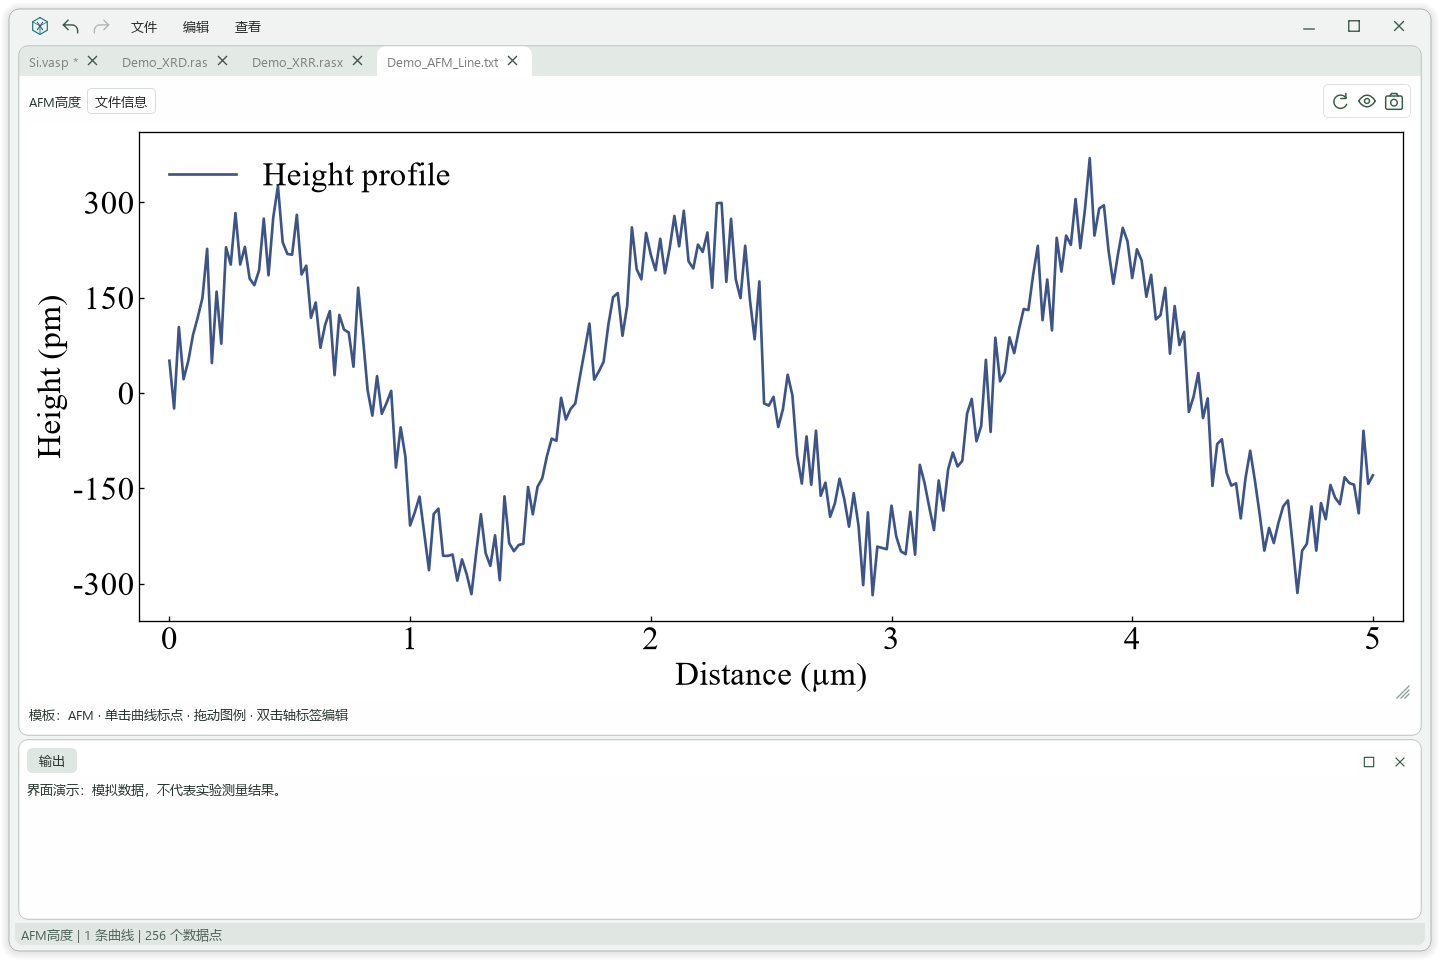 文件 编辑 查看
Si.vasp * Demo_XRD.ras Demo_XRR.rasx Demo_AFM_Line.txt
AFM高度 文件信息
Height profile
300
150
0
-150
-300
Height (pm)
0 1 2 3 4 5
Distance (µm)
模板：AFM · 单击曲线标点 · 拖动图例 · 双击轴标签编辑
输出
界面演示：模拟数据，不代表实验测量结果。
AFM高度 | 1 条曲线 | 256 个数据点